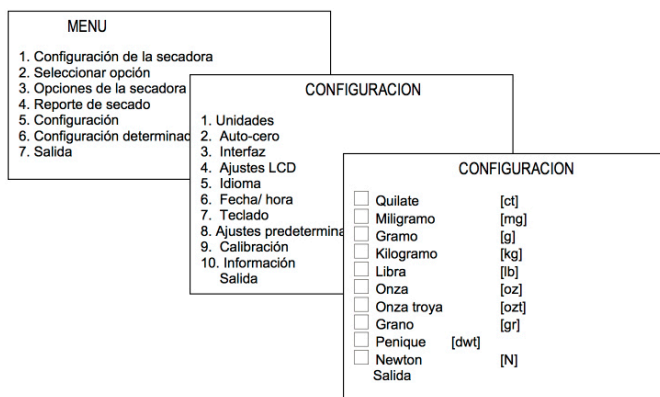 MENU
1. Configuración de la secadora
2. Seleccionar opción
3. Opciones de la secadora
4. Reporte de secado
5. Configuración
6. Configuración determinad
7. Salida
CONFIGURACION
1. Unidades
2. Auto-cero
3. Interfaz
4. Ajustes LCD
5. Idioma
6. Fecha/ hora
7. Teclado
8. Ajustes predetermina
9. Calibración
10. Información
Salida
CONFIGURACION
Quilate [ct]
Miligramo [mg]
Gramo [g]
Kilogramo [kg]
Libra [lb]
Onza [oz]
Onza troya [ozt]
Grano [gr]
Penique [dwt]
Newton [N]
Salida